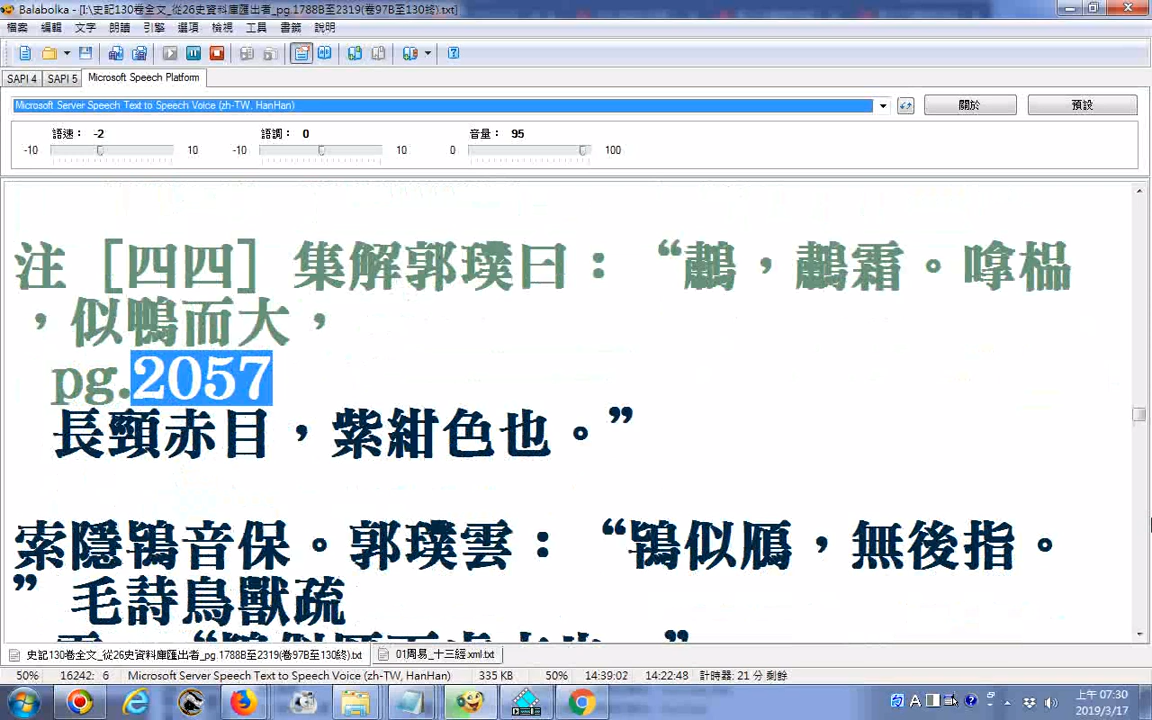 Balabolka - [I:\史記130卷全文_從26史資料庫匯出者_pg.1788B至2319(卷97B至130終).txt]
檔案 編輯 文字 朗讀 引擎 選項 檢視 工具 書籤 說明
SAPI 4 SAPI 5 Microsoft Speech Platform
Microsoft Server Speech Text to Speech Voice (zh-TW, HanHan) 關於 預設
語速: -2 語調: 0 音量: 95
-10 10 -10 10 0 100
注［四四］集解郭璞曰：“鷫，鷫霜。
，似鴨而大，
pg.2057
長頸赤目，紫紺色也。”
索隱鴇音保。郭璞雲：“鴇似鴈，無後指。
”毛詩鳥獸疏
史記130卷全文_從26史資料庫匯出者_pg.1788B至2319(卷97B至130終).txt 01周易_十三經.xml.txt
50% 16242: 6 Microsoft Server Speech Text to Speech Voice (zh-TW, HanHan) 335 KB 50% 14:39:02 14:22:48 計時器: 21 分 剩餘
上午 07:30
2019/3/17